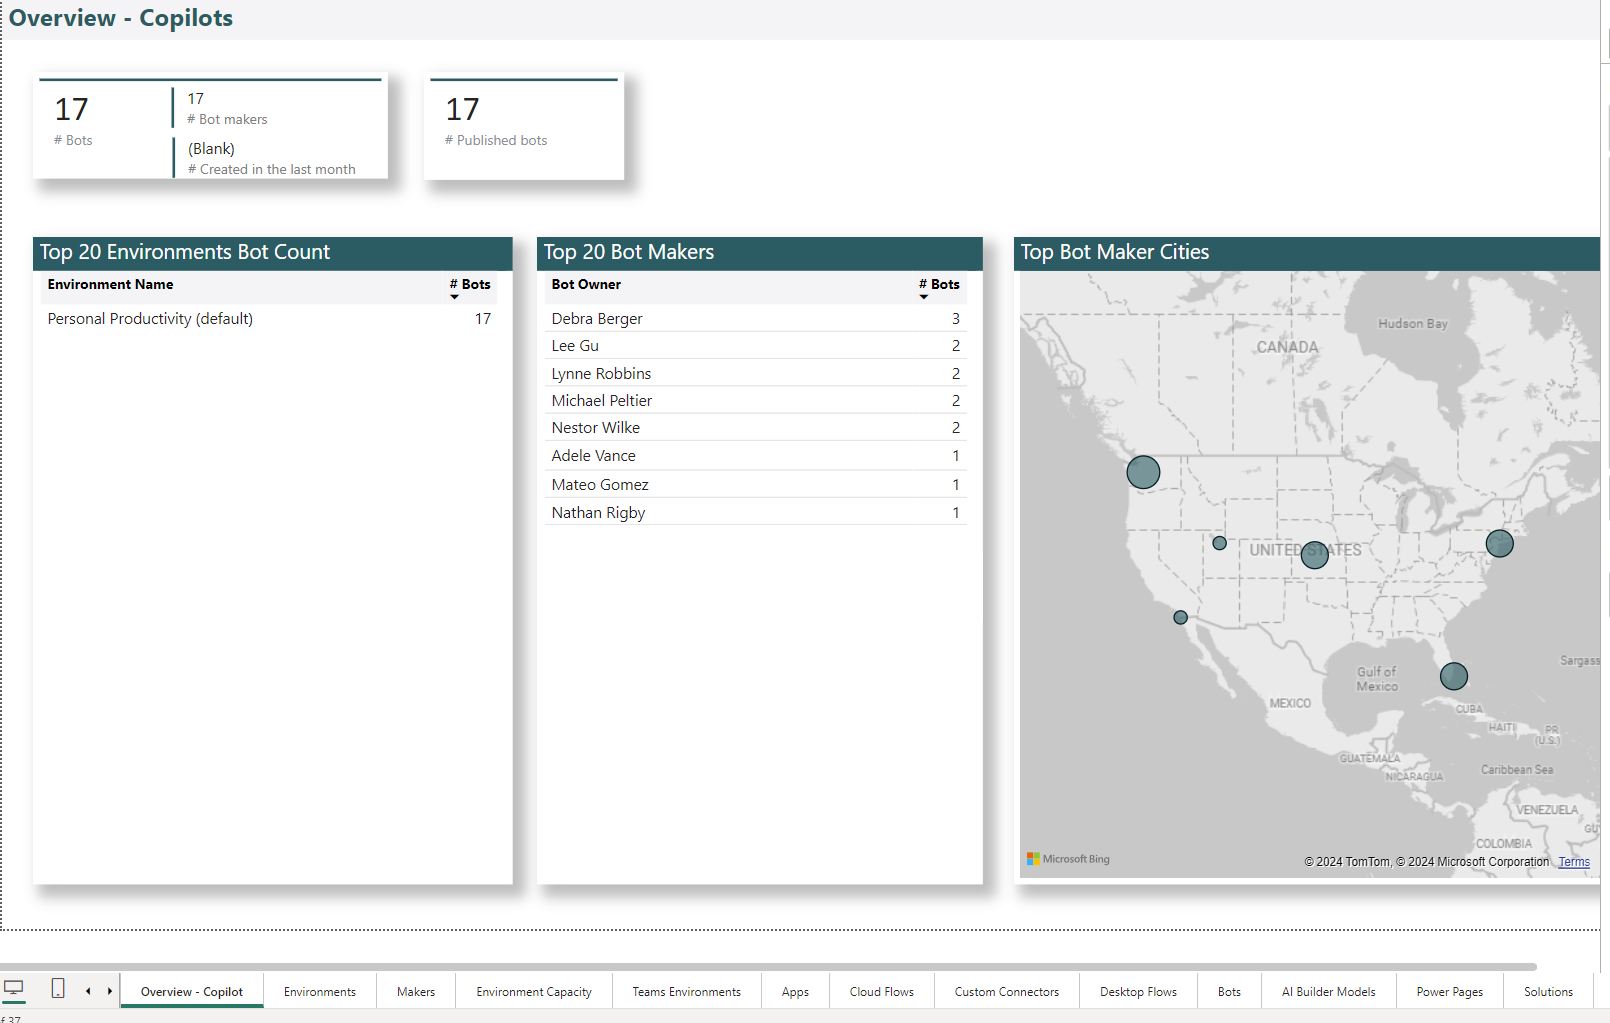 Overview - Copilots
17
# Bots
17
# Bot makers
(Blank)
# Created in the last month
17
# Published bots
Top 20 Environments Bot Count
Environment Name # Bots
Personal Productivity (default) 17
Top 20 Bot Makers
Bot Owner # Bots
Debra Berger 3
Lee Gu 2
Lynne Robbins 2
Michael Peltier 2
Nestor Wilke 2
Adele Vance 1
Mateo Gomez 1
Nathan Rigby 1
Top Bot Maker Cities
Hudson Bay
CANADA
UNITED STATES
Gulf of
Mexico
Sargass
MEXICO
CUBA
HAITI
PR
(U.S.)
GUATEMALA
NICARAGUA
Caribbean Sea
VENEZUELA
GU
COLOMBIA
Microsoft Bing
© 2024 TomTom, © 2024 Microsoft Corporation Terms
Overview - Copilot Environments Makers Environment Capacity Teams Environments Apps Cloud Flows Custom Connectors Desktop Flows Bots AI Builder Models Power Pages Solutions
f 37